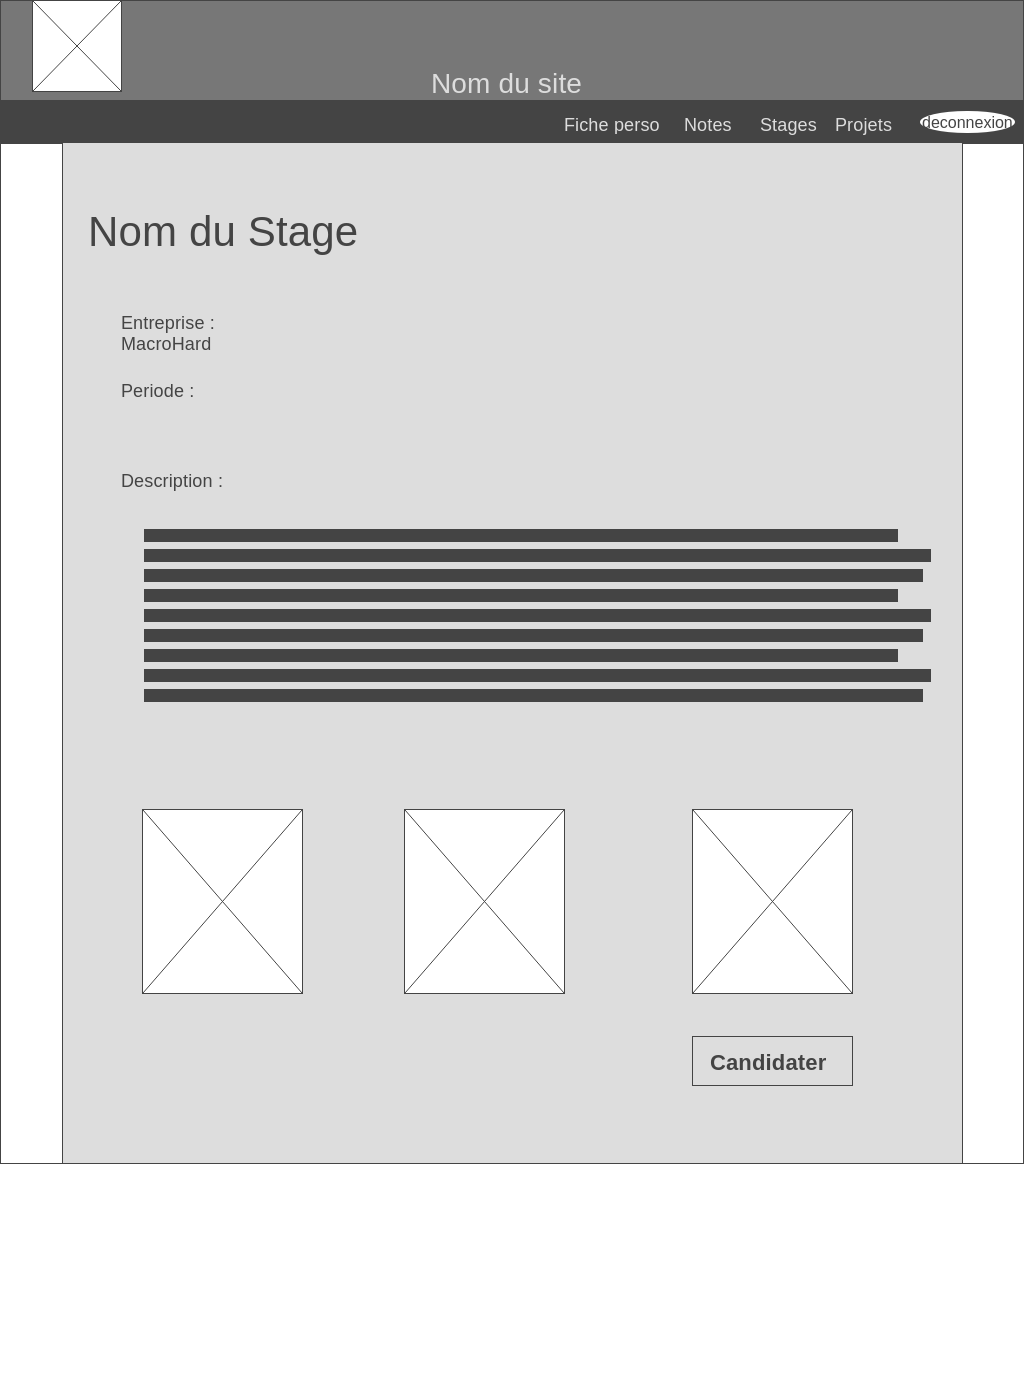 Nom du site
Fiche perso Notes Stages Projets deconnexion
Nom du Stage
Entreprise :
MacroHard
Periode :
Description :
Candidater